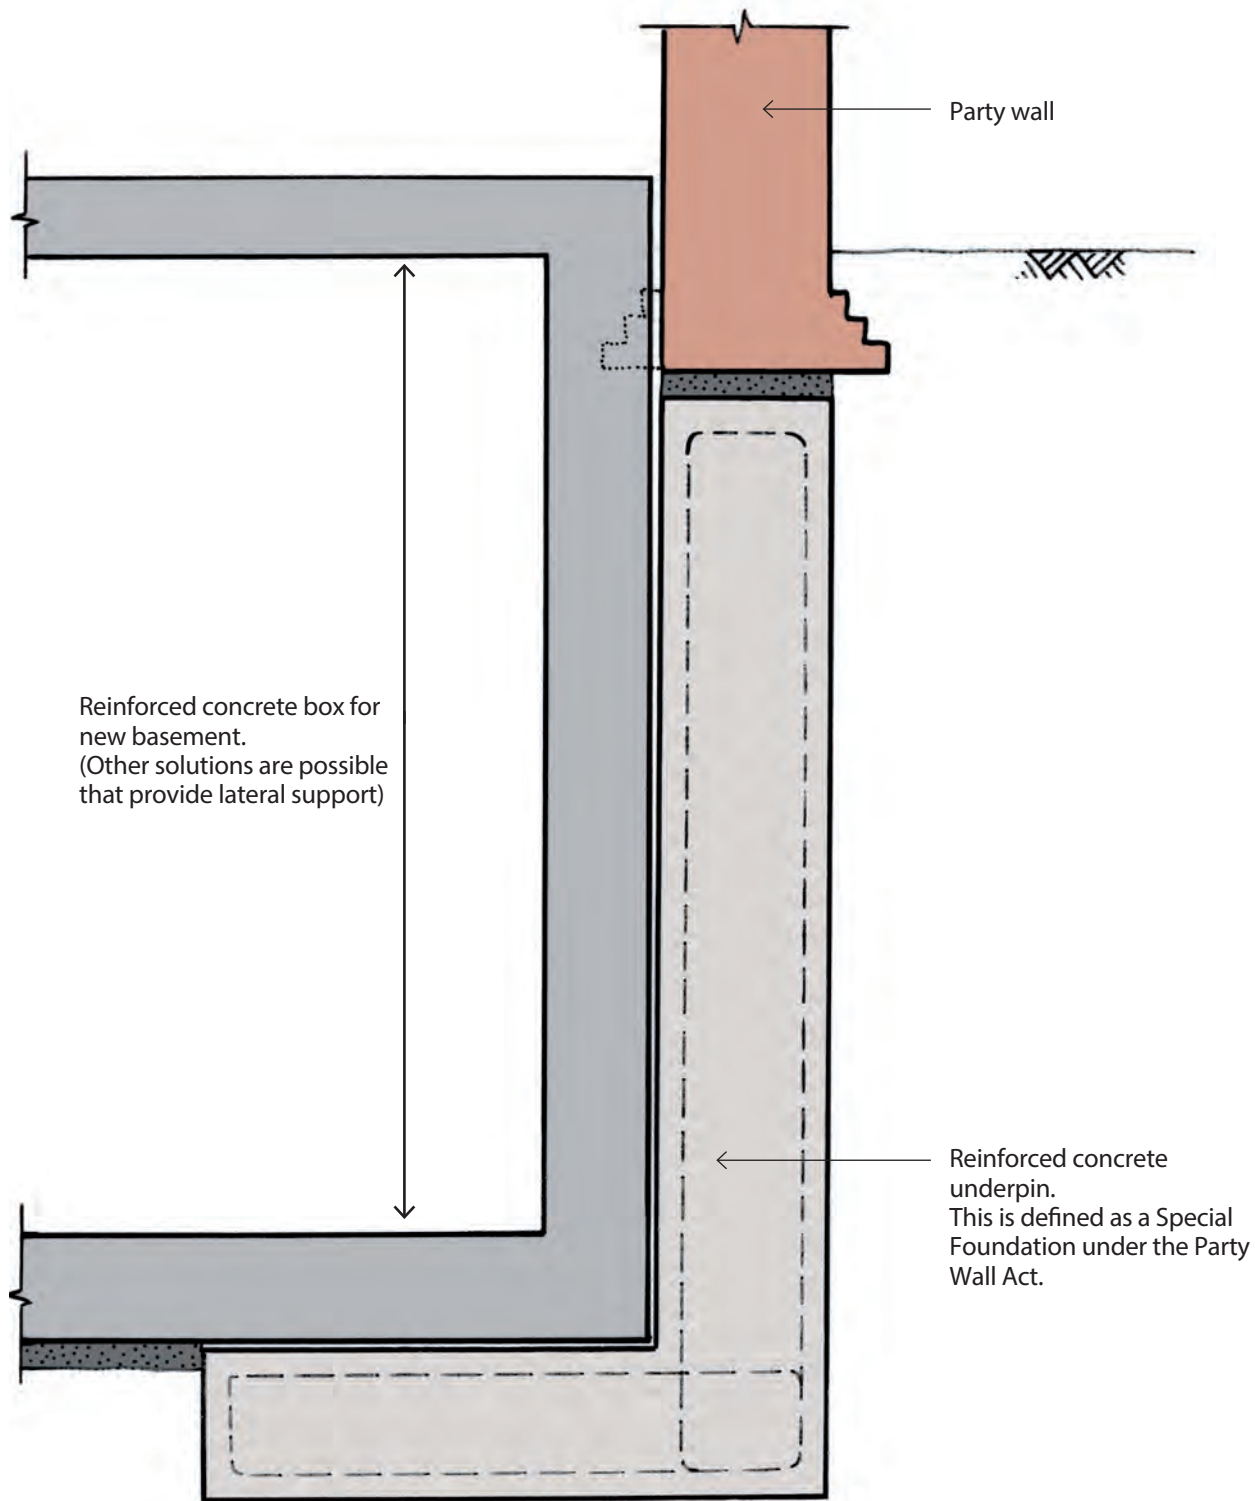 Party wall
Reinforced concrete box for
new basement.
(Other solutions are possible
that provide lateral support)
Reinforced concrete
underpin.
This is defined as a Special
Foundation under the Party
Wall Act.